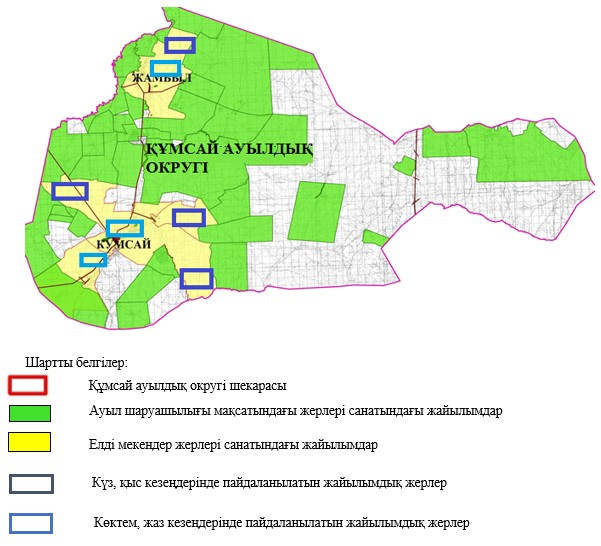 ЖАМБЫЛ
ҚҰМСАЙ АУЫЛДЫҚ
ОКРУГІ
КУМСАЙ
Шартты белгілер:
Құмсай ауылдық округі шекарасы
Ауыл шаруашылығы мақсатындағы жерлері санатындағы жайылымдар
Елді мекендер жерлері санатындағы жайылымдар
Күз, қыс кезеңдерінде пайдаланылатын жайылымдық жерлер
Көктем, жаз кезеңдерінде пайдаланылатын жайылымдық жерлер